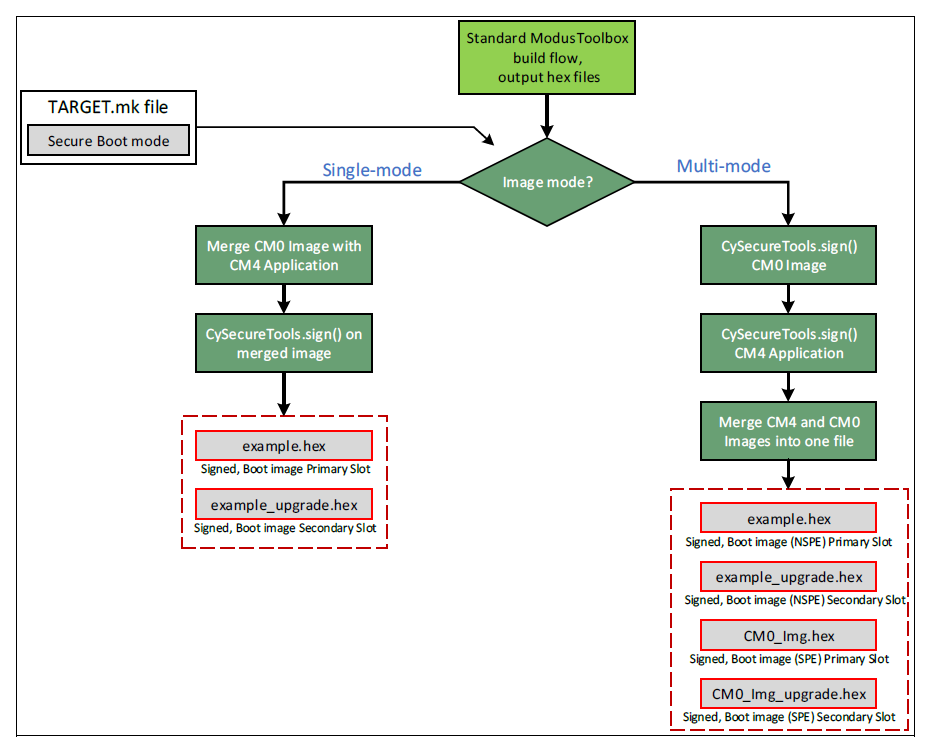 Standard ModusToolbox
build flow,
output hex files
TARGET.mk file
Secure Boot mode
Single-mode
Image mode?
Multi-mode
Merge CM0 Image with
CM4 Application
CySecureTools.sign() on
merged image
example.hex
Signed, Boot image Primary Slot
example_upgrade.hex
Signed, Boot image Secondary Slot
CySecureTools.sign()
CM0 Image
CySecureTools.sign()
CM4 Application
Merge CM4 and CM0
Images into one file
example.hex
Signed, Boot image (NSPE) Primary Slot
example_upgrade.hex
Signed, Boot image (NSPE) Secondary Slot
CM0_Img.hex
Signed, Boot image (SPE) Primary Slot
CM0_Img_upgrade.hex
Signed, Boot image (SPE) Secondary Slot